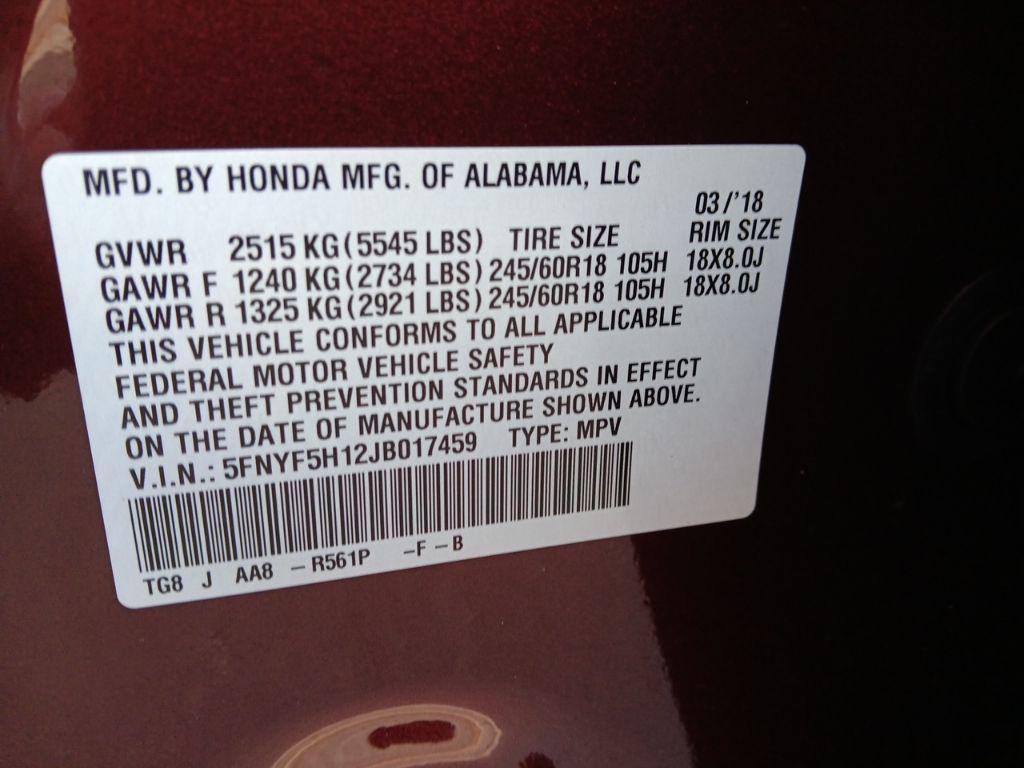 MFD. BY HONDA MFG. OF ALABAMA, LLC
03/'18
GVWR 2515 KG (5545 LBS) TIRE SIZE RIM SIZE
GAWR F 1240 KG (2734 LBS) 245/60R18 105H 18X8.0J
GAWR R 1325 KG (2921 LBS) 245/60R18 105H 18X8.0J
THIS VEHICLE CONFORMS TO ALL APPLICABLE
FEDERAL MOTOR VEHICLE SAFETY
AND THEFT PREVENTION STANDARDS IN EFFECT
ON THE DATE OF MANUFACTURE SHOWN ABOVE.
V.I.N.: 5FNYF5H12JB017459 TYPE: MPV
TG8 J AA8 – R561P –F – B